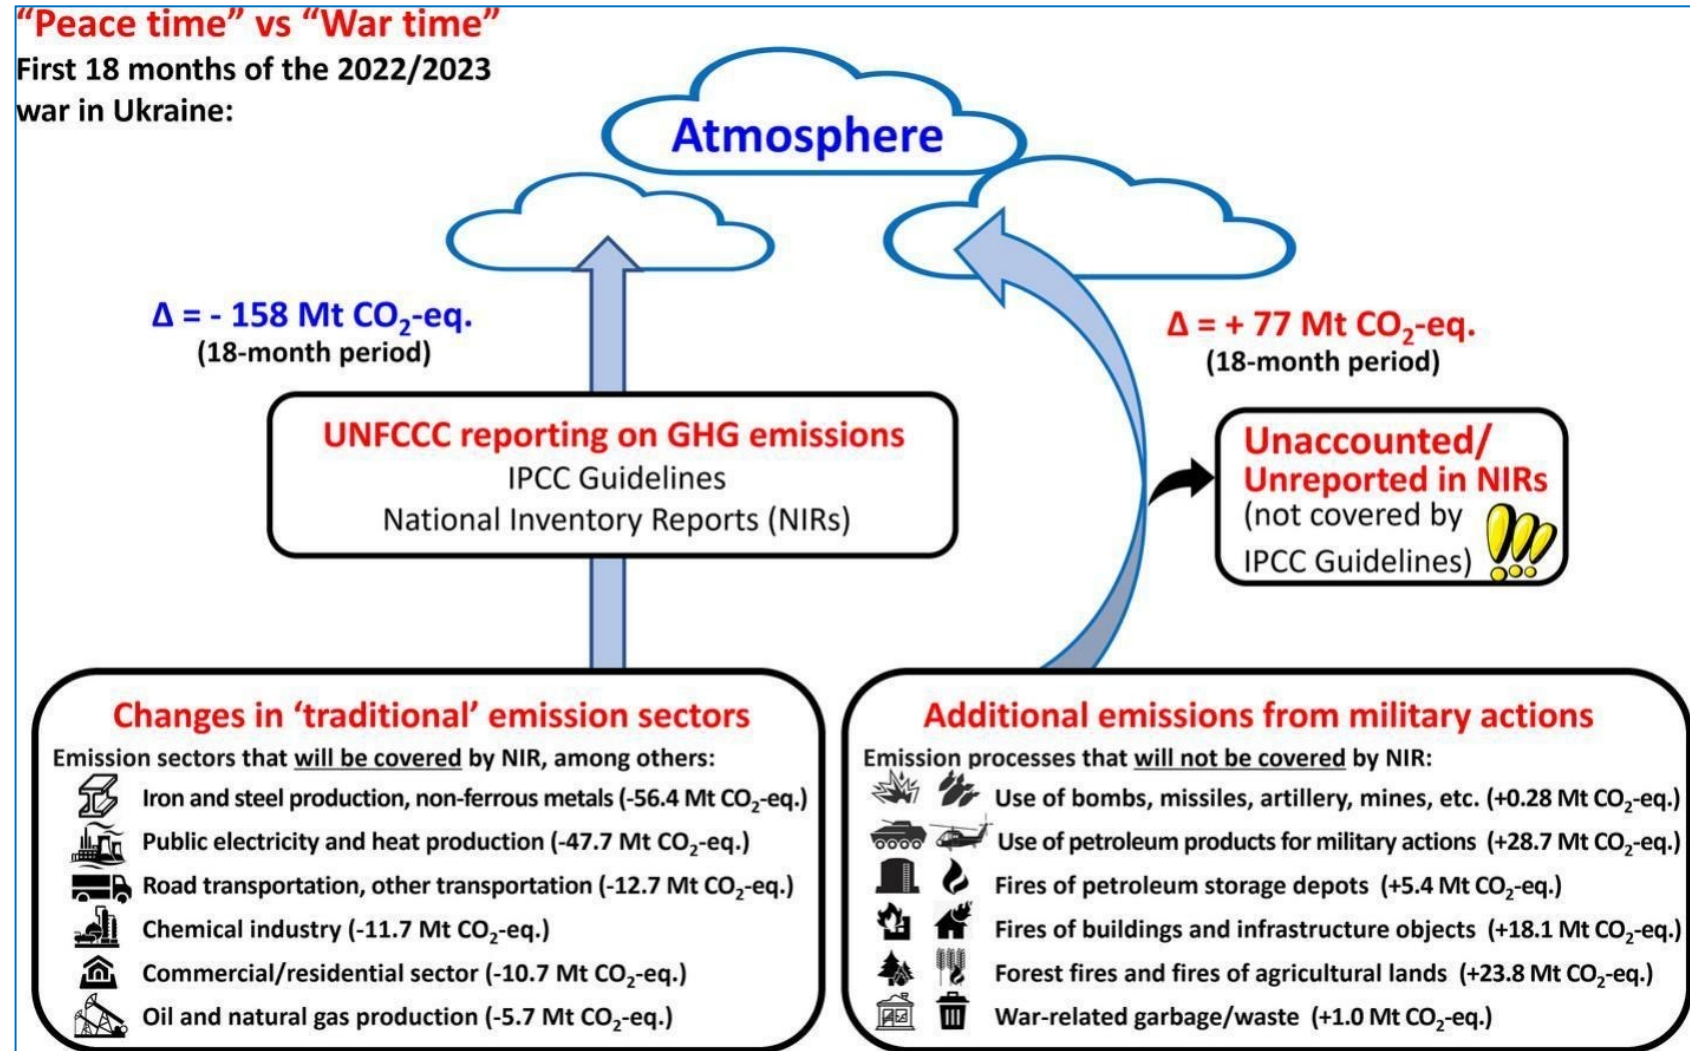 “Peace time” vs “War time”
First 18 months of the 2022/2023
war in Ukraine:
Atmosphere
Δ = - 158 Mt CO₂-eq.
(18-month period)
Δ = + 77 Mt CO₂-eq.
(18-month period)
UNFCCC reporting on GHG emissions
IPCC Guidelines
National Inventory Reports (NIRs)
Unaccounted/
Unreported in NIRs
(not covered by
IPCC Guidelines) !!!
Changes in ‘traditional’ emission sectors
Emission sectors that will be covered by NIR, among others:
Iron and steel production, non-ferrous metals (-56.4 Mt CO₂-eq.)
Public electricity and heat production (-47.7 Mt CO₂-eq.)
Road transportation, other transportation (-12.7 Mt CO₂-eq.)
Chemical industry (-11.7 Mt CO₂-eq.)
Commercial/residential sector (-10.7 Mt CO₂-eq.)
Oil and natural gas production (-5.7 Mt CO₂-eq.)
Additional emissions from military actions
Emission processes that will not be covered by NIR:
Use of bombs, missiles, artillery, mines, etc. (+0.28 Mt CO₂-eq.)
Use of petroleum products for military actions (+28.7 Mt CO₂-eq.)
Fires of petroleum storage depots (+5.4 Mt CO₂-eq.)
Fires of buildings and infrastructure objects (+18.1 Mt CO₂-eq.)
Forest fires and fires of agricultural lands (+23.8 Mt CO₂-eq.)
War-related garbage/waste (+1.0 Mt CO₂-eq.)